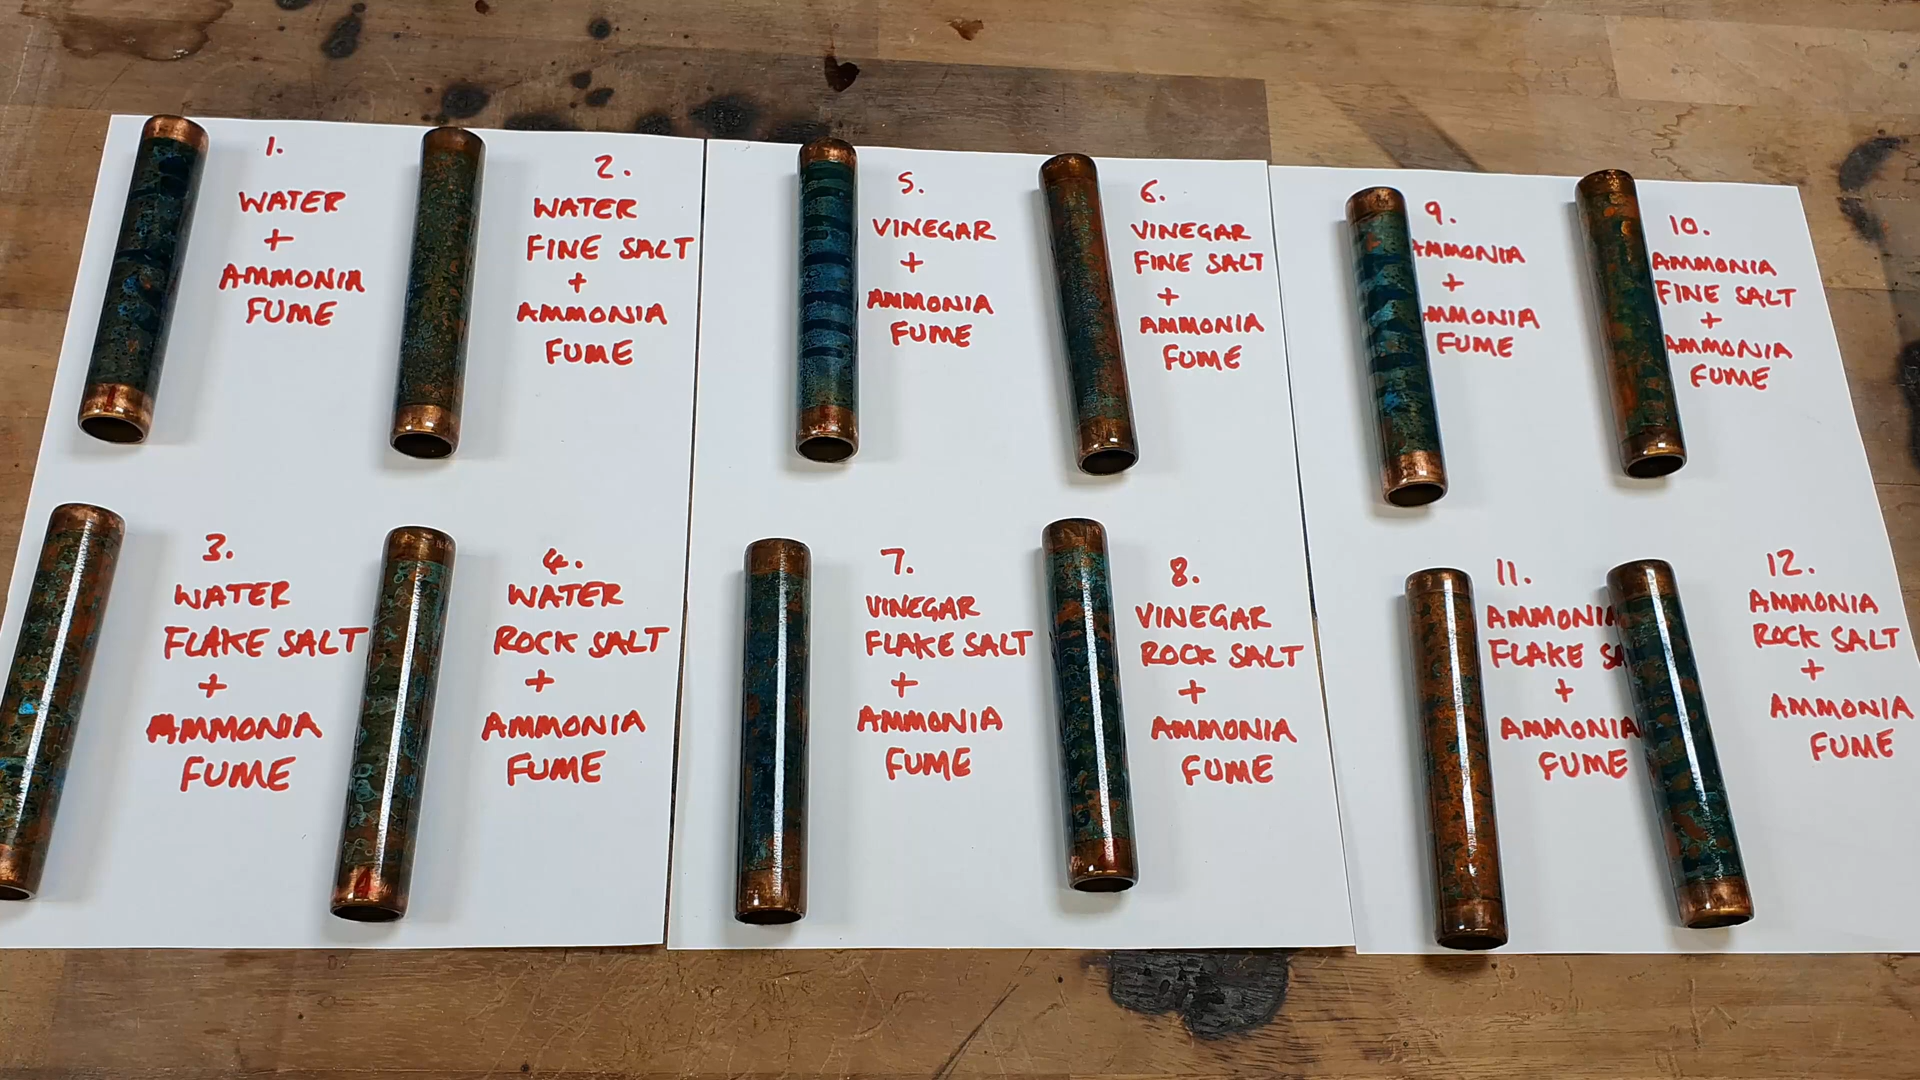 1.
WATER
+
AMMONIA
FUME
2.
WATER
FINE SALT
+
AMMONIA
FUME
3.
WATER
FLAKE SALT
+
AMMONIA
FUME
4.
WATER
ROCK SALT
+
AMMONIA
FUME
5.
VINEGAR
+
AMMONIA
FUME
6.
VINEGAR
FINE SALT
+
AMMONIA
FUME
7.
VINEGAR
FLAKE SALT
+
AMMONIA
FUME
8.
VINEGAR
ROCK SALT
+
AMMONIA
FUME
9.
AMMONIA
+
AMMONIA
FUME
10.
AMMONIA
FINE SALT
+
AMMONIA
FUME
11.
AMMONIA
FLAKE SA
+
AMMONIA
FUME
12.
AMMONIA
ROCK SALT
+
AMMONIA
FUME
1
4